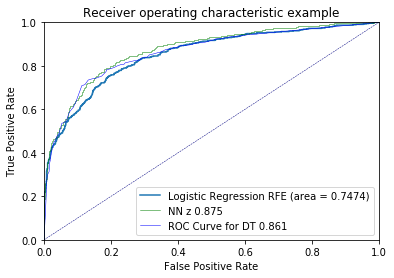 Receiver operating characteristic example
True Positive Rate
1.0
0.8
0.6
0.4
0.2
0.0
Logistic Regression RFE (area = 0.7474)
NN z 0.875
ROC Curve for DT 0.861
0.0 0.2 0.4 0.6 0.8 1.0
False Positive Rate